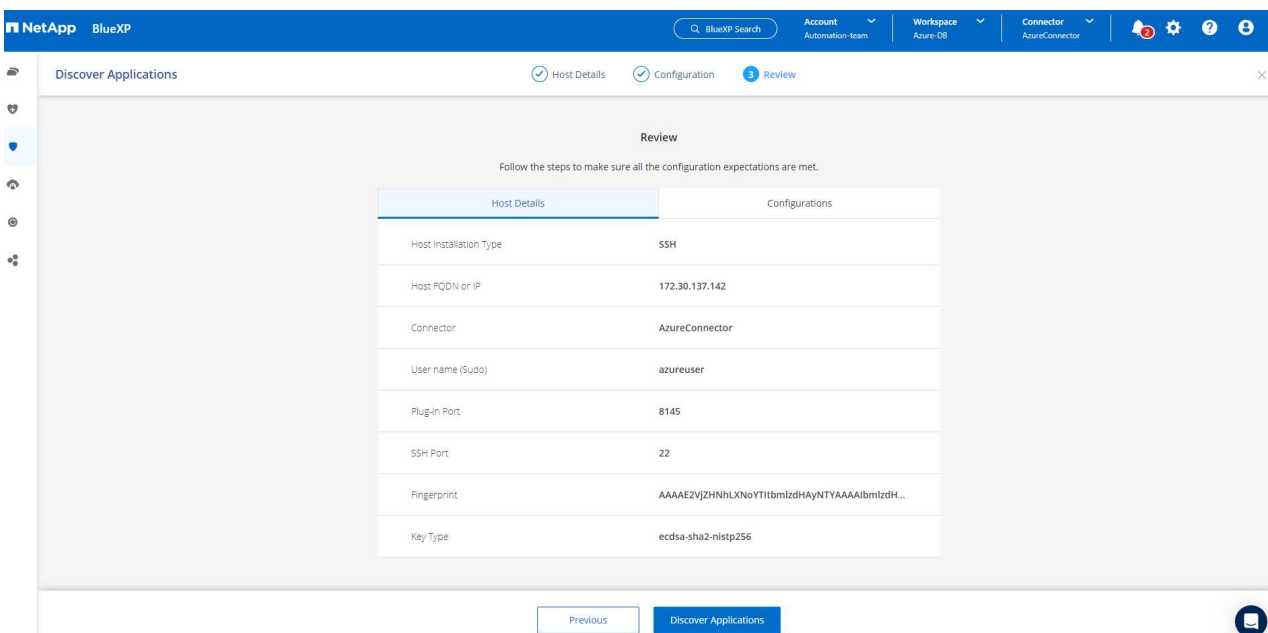 NetApp BlueXP BlueXP Search Account Workspace Connector
Automation-team Azure-DB AzureConnector 2
Discover Applications Host Details Configuration 3 Review
Review
Follow the steps to make sure all the configuration expectations are met.
Host Details Configurations
Host Installation Type SSH
Host FQDN or IP 172.30.137.142
Connector AzureConnector
User name (Sudo) azureuser
Plug-in Port 8145
SSH Port 22
Fingerprint AAAAE2VjZHNhLXNoYTItbmlzdHAyNTYAAAAIbmlzdH...
Key Type ecdsa-sha2-nistp256
Previous Discover Applications